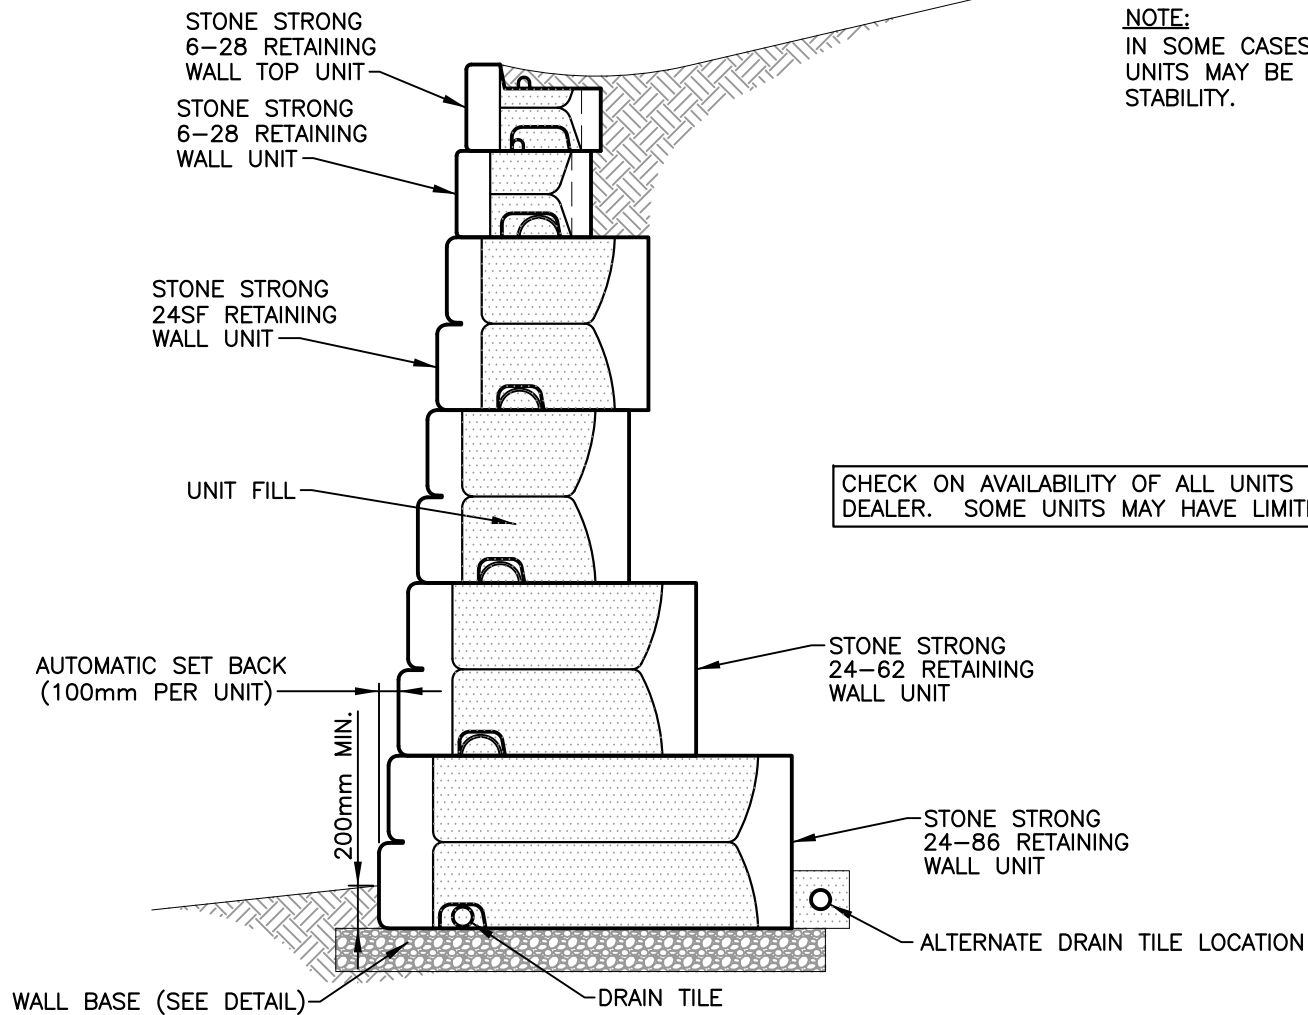 STONE STRONG
6-28 RETAINING
WALL TOP UNIT
STONE STRONG
6-28 RETAINING
WALL UNIT
NOTE:
IN SOME CASES
UNITS MAY BE
STABILITY.
STONE STRONG
24SF RETAINING
WALL UNIT
UNIT FILL
CHECK ON AVAILABILITY OF ALL UNITS
DEALER. SOME UNITS MAY HAVE
AUTOMATIC SET BACK
(100mm PER UNIT)
200mm MIN.
STONE STRONG
24-62 RETAINING
WALL UNIT
STONE STRONG
24-86 RETAINING
WALL UNIT
ALTERNATE DRAIN TILE LOCATION
WALL BASE (SEE DETAIL)
DRAIN TILE